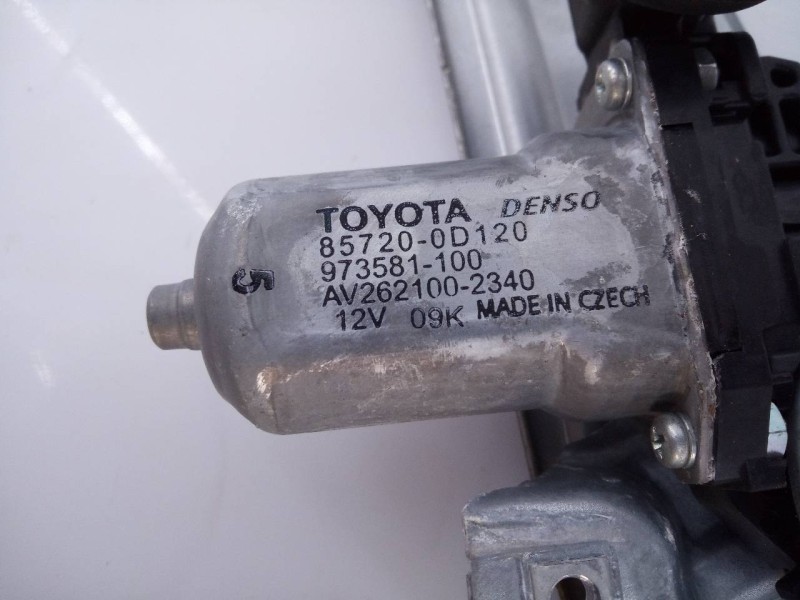 TOYOTA DENSO
85720-0D120
973581-100
AV262100-2340
12V 09K MADE IN CZECH
5